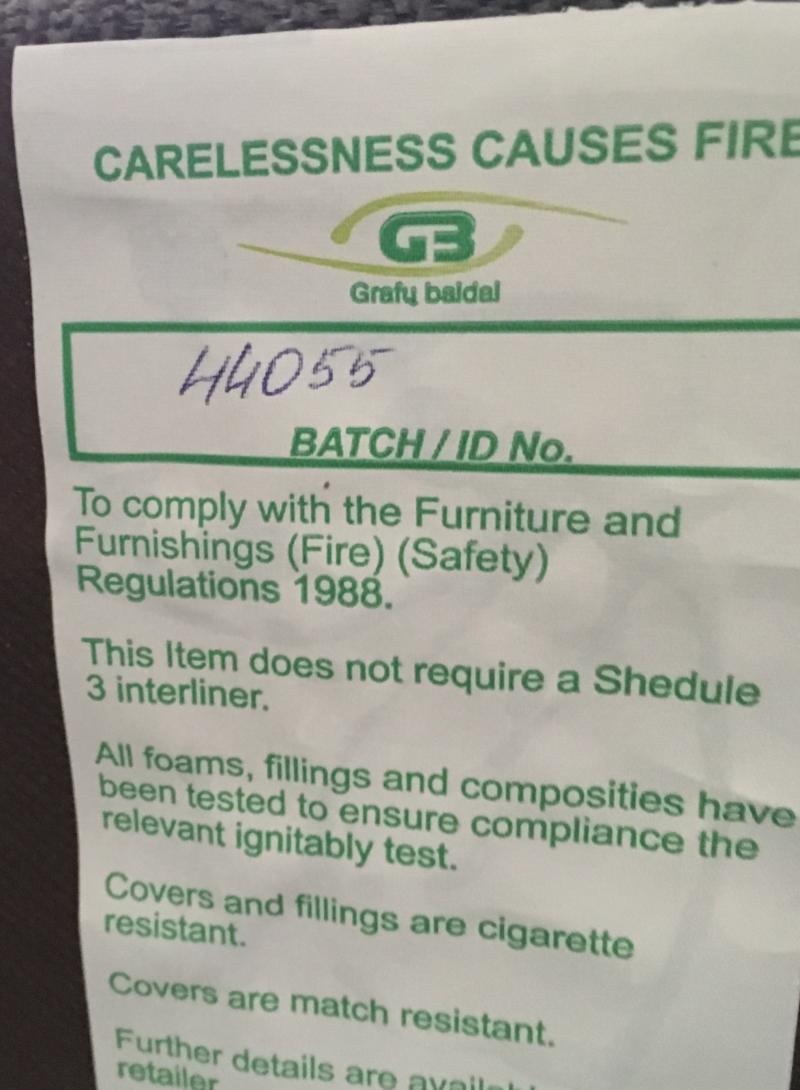 CARELESSNESS CAUSES FIRE
GB
Grafų baldai
44055
BATCH / ID No.
To comply with the Furniture and
Furnishings (Fire) (Safety)
Regulations 1988.
This Item does not require a Shedule
3 interliner.
All foams, fillings and composities have
been tested to ensure compliance the
relevant ignitably test.
Covers and fillings are cigarette
resistant.
Covers are match resistant.
Further details are
retailer